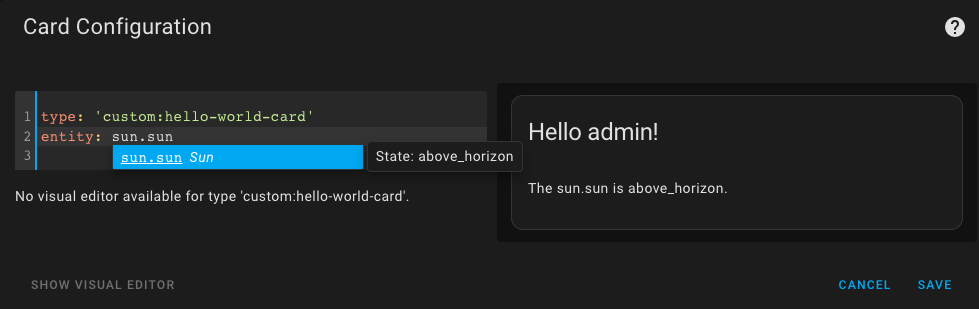 Card Configuration
?
1 type: 'custom:hello-world-card'
2 entity: sun.sun
3
sun.sun Sun
State: above_horizon
No visual editor available for type 'custom:hello-world-card'.
Hello admin!
The sun.sun is above_horizon.
SHOW VISUAL EDITOR
CANCEL
SAVE